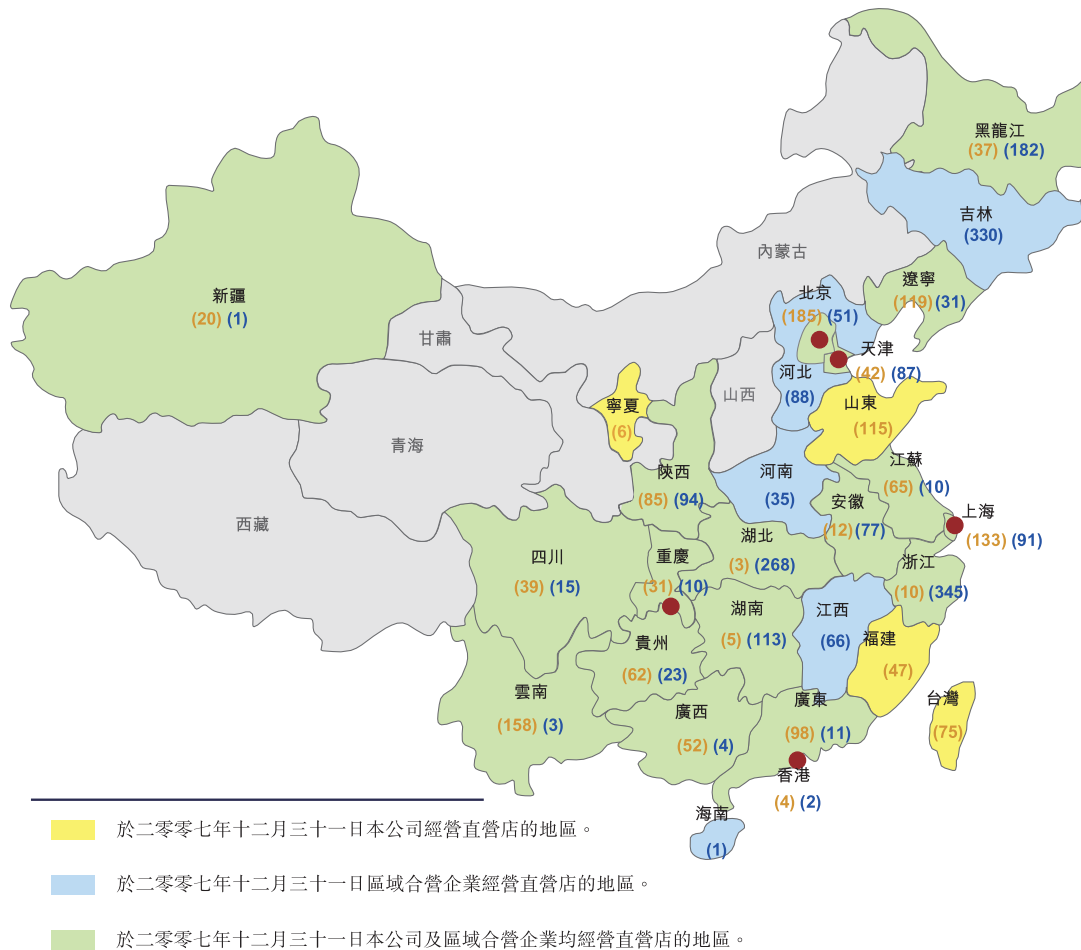 黑龍江
(37) (182)
吉林
(330)
內蒙古
遼寧
(119) (31)
新疆
(20) (1)
北京
(185) (51)
甘肅
天津
(42) (87)
河北
(88)
山西
寧夏
(6)
山東
(115)
青海
江蘇
(65) (10)
陝西
(85) (94)
河南
(35)
安徽
(12) (77)
西藏
上海
(133) (91)
湖北
(3) (268)
四川
(39) (15)
重慶
(31) (10)
浙江
(10) (345)
湖南
(5) (113)
江西
(66)
福建
(47)
貴州
(62) (23)
雲南
(158) (3)
廣西
(52) (4)
廣東
(98) (11)
台灣
(75)
香港
(4) (2)
海南
(1)
於二零零七年十二月三十一日本公司經營直營店的地區。
於二零零七年十二月三十一日區域合營企業經營直營店的地區。
於二零零七年十二月三十一日本公司及區域合營企業均經營直營店的地區。